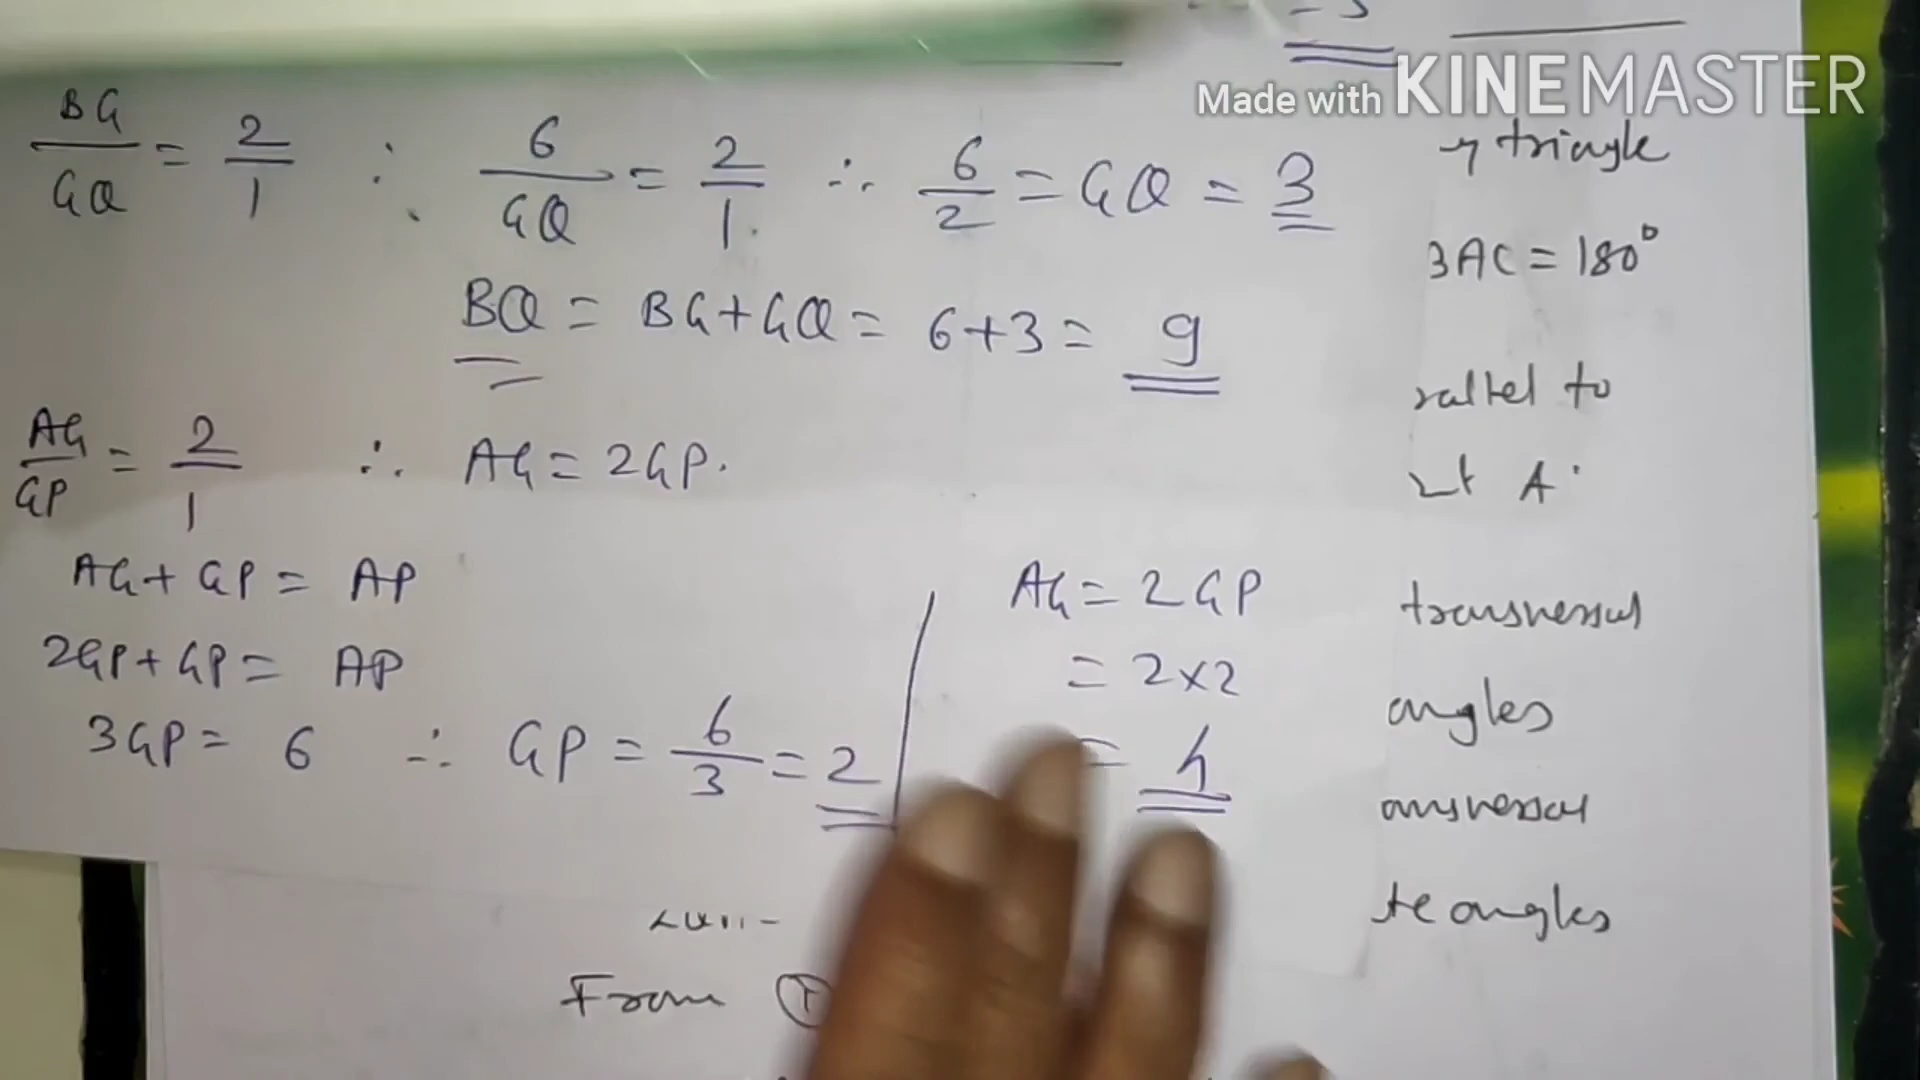 Made with KINEMASTER
BG/GQ = 2/1 ∴ 6/GQ = 2/1 ∴ 6/2 = GQ = 3
BQ = BG+GQ = 6+3 = 9
AG/GP = 2/1 ∴ AG = 2GP.
AG + GP = AP
2GP + GP = AP
3GP = 6 ∴ GP = 6/3 = 2
AG = 2GP
= 2×2
= 4
From
triangle
BAC = 180°
rallel to
A
transversal
angles
ansversal
te angles